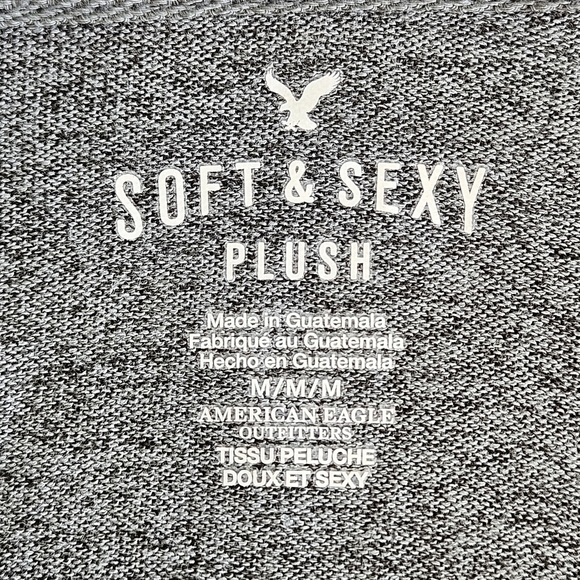 SOFT & SEXY
PLUSH
Made in Guatemala
Fabriqué au Guatemala
Hecho en Guatemala
M/M/M
AMERICAN EAGLE
OUTFITTERS
TISSU PELUCHE
DOUX ET SEXY